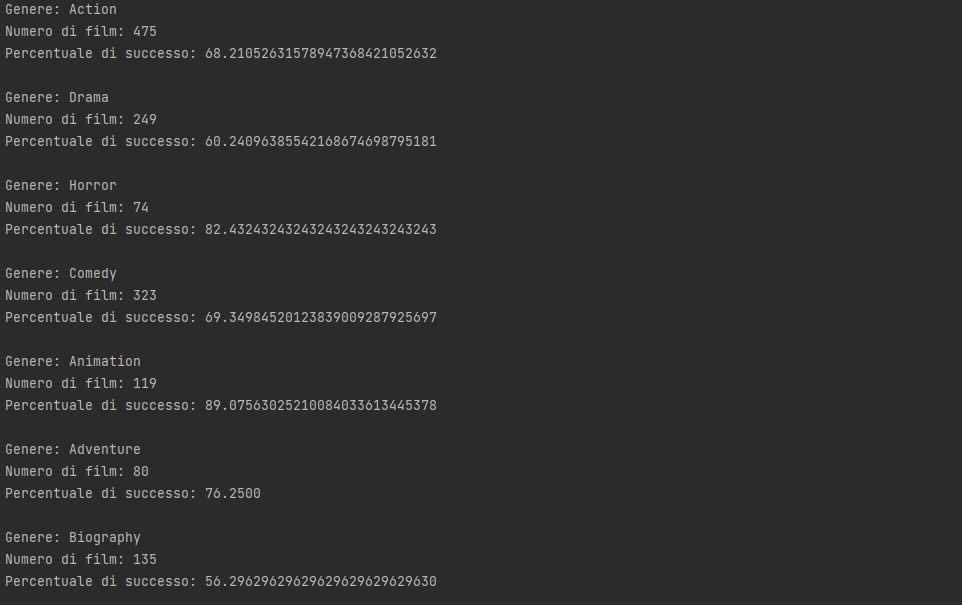 Genere: Action
Numero di film: 475
Percentuale di successo: 68.21052631578947368421052632
Genere: Drama
Numero di film: 249
Percentuale di successo: 60.24096385542168674698795181
Genere: Horror
Numero di film: 74
Percentuale di successo: 82.43243243243243243243243243
Genere: Comedy
Numero di film: 323
Percentuale di successo: 69.34984520123839009287925697
Genere: Animation
Numero di film: 119
Percentuale di successo: 89.07563025210084033613445378
Genere: Adventure
Numero di film: 80
Percentuale di successo: 76.2500
Genere: Biography
Numero di film: 135
Percentuale di successo: 56.29629629629629629629629630